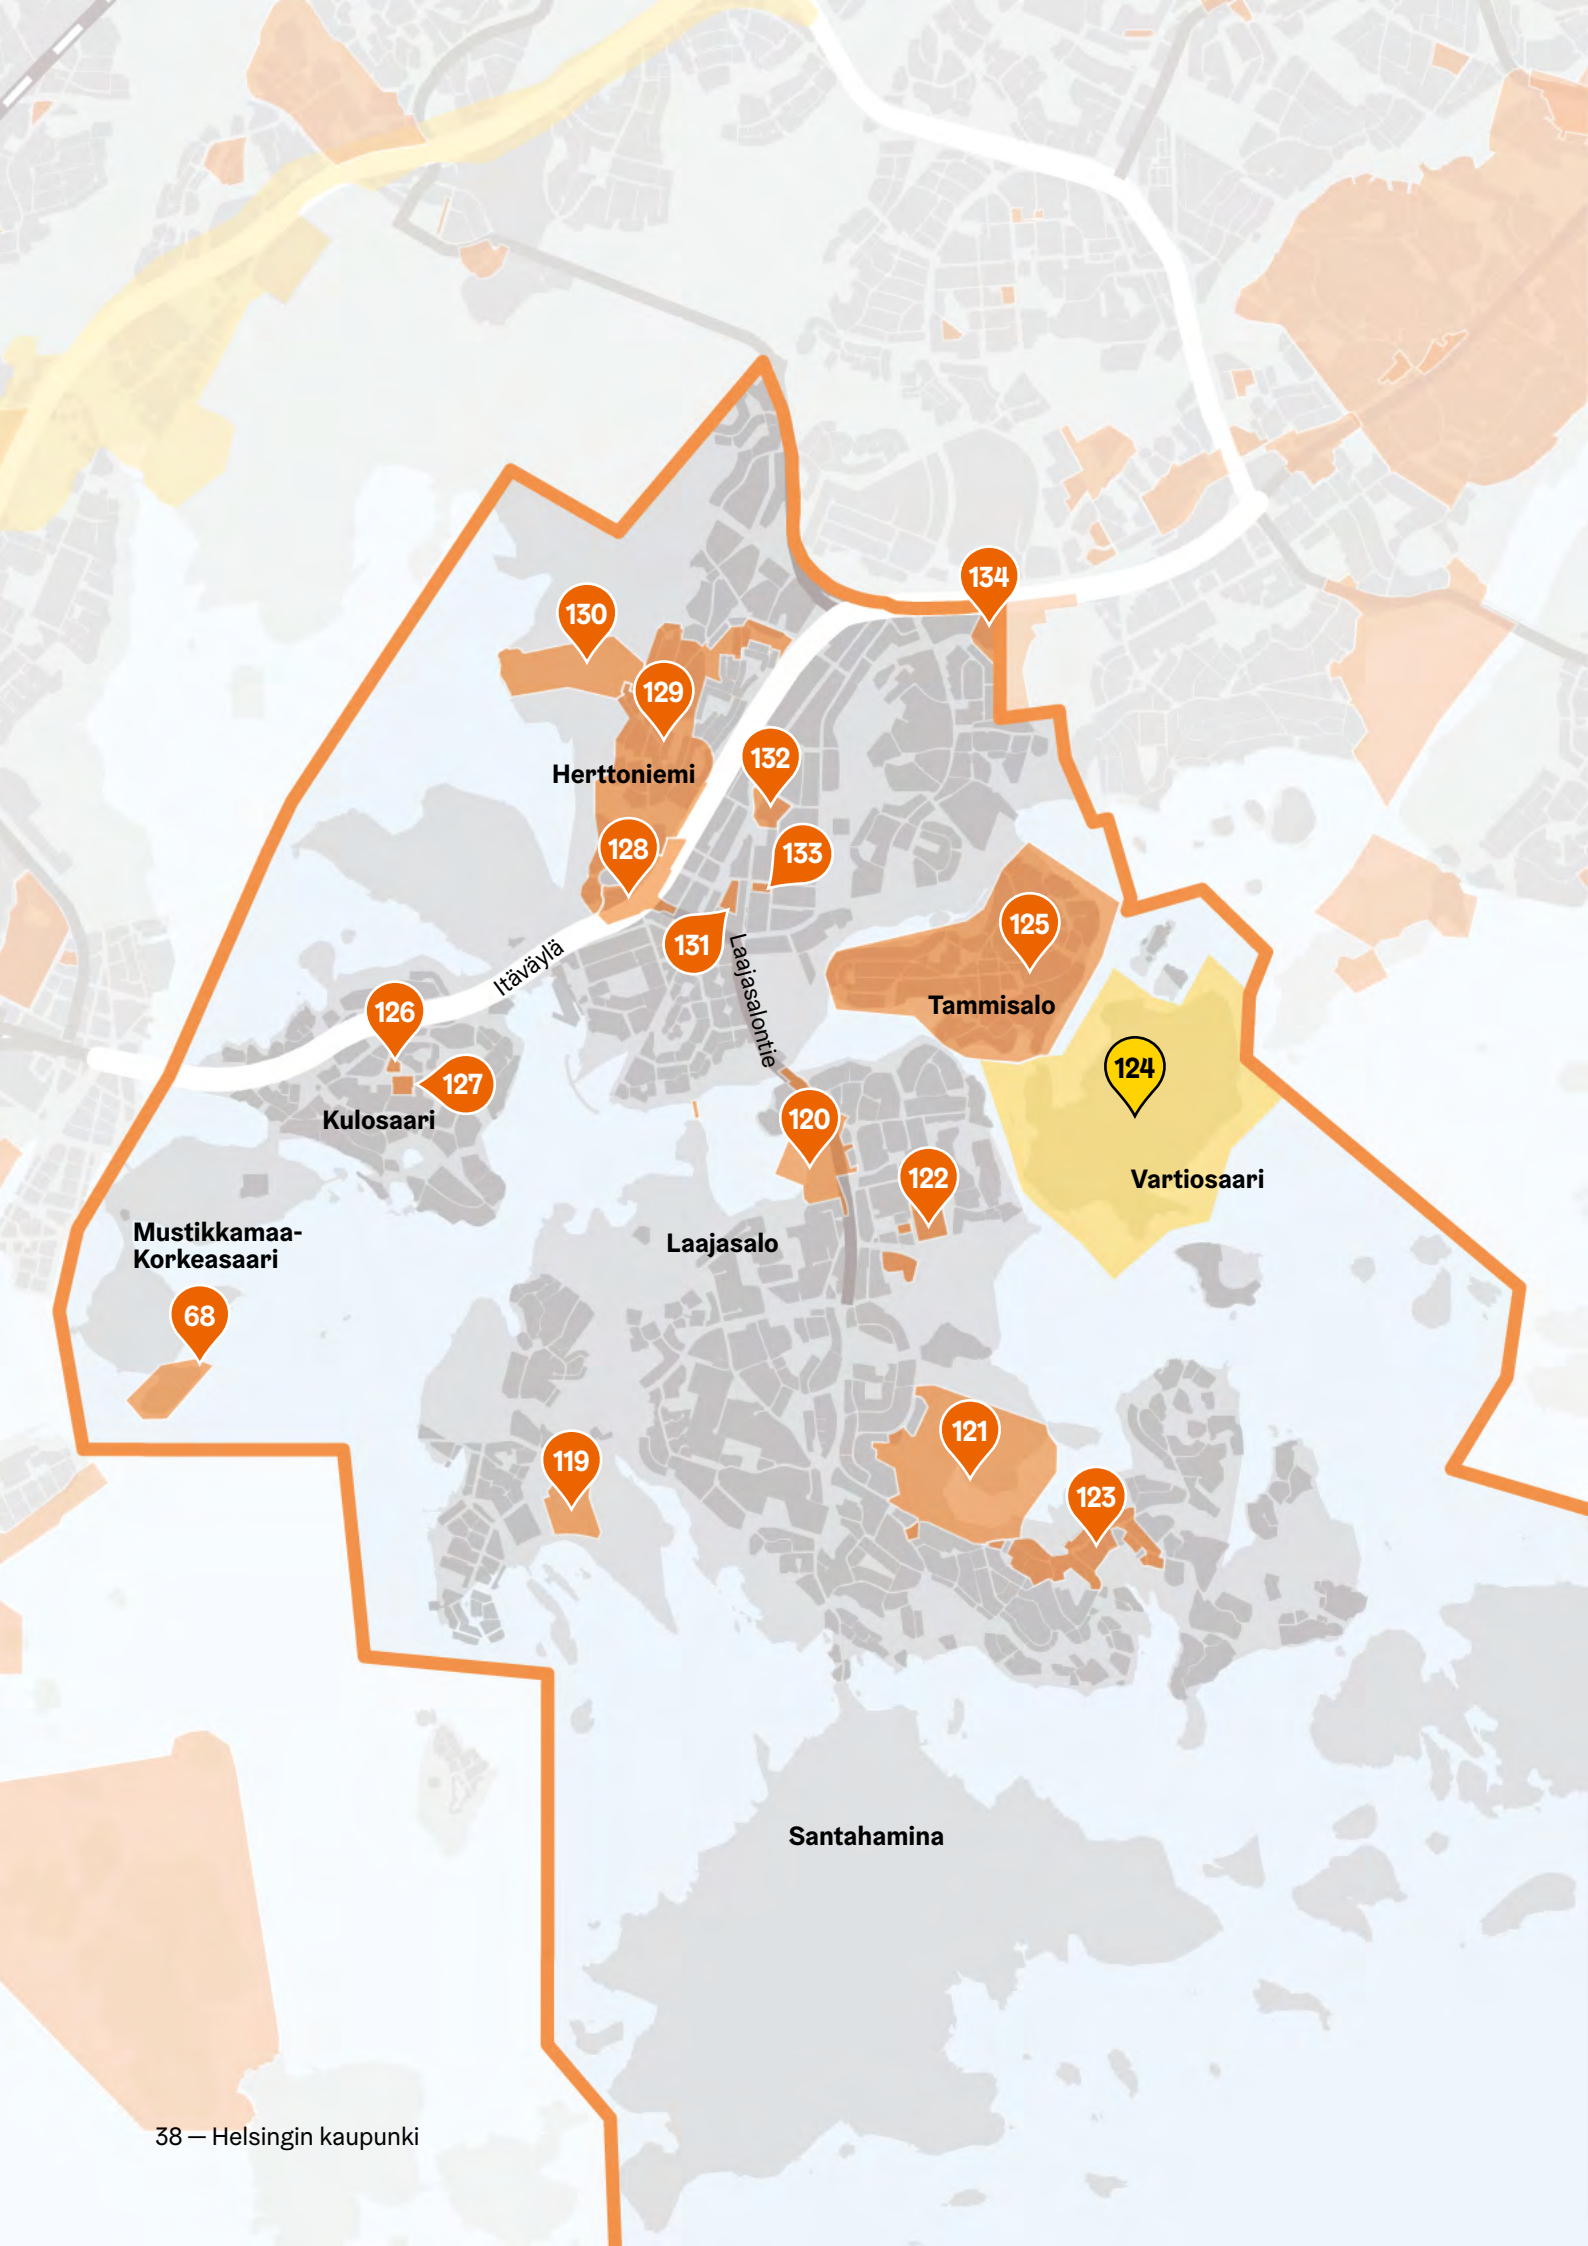 134
130
129
132
Herttoniemi
128
133
125
131
Laajasalontie
Itäväylä
Tammisalo
126
124
127
Kulosaari
120
122
Vartiosaari
Mustikkamaa-
Korkeasaari
Laajasalo
68
121
119
123
Santahamina
38 — Helsingin kaupunki